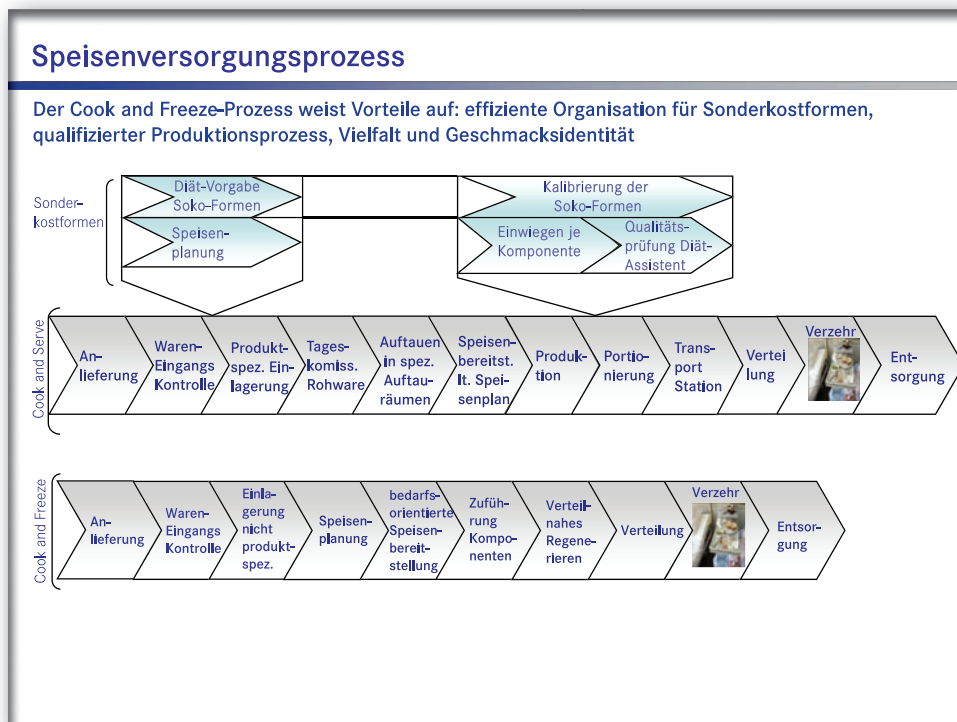 Speisenversorgungsprozess
Der Cook and Freeze-Prozess weist Vorteile auf: effiziente Organisation für Sonderkostformen,
qualifizierter Produktionsprozess, Vielfalt und Geschmacksidentität
Sonder-
kostformen
Diät-Vorgabe
Soko-Formen
Speisen-
planung
Kalibrierung der
Soko-Formen
Einwiegen je
Komponente
Qualitäts-
prüfung Diät-
Assistent
Cook and Serve
An-
lieferung
Waren-
Eingangs
Kontrolle
Produkt-
spez. Ein-
lagerung
Tages-
komiss.
Rohware
Auftauen
in spez.
Auftau-
räumen
Speisen-
bereitst.
lt. Spei-
senplan
Produk-
tion
Portio-
nierung
Trans-
port
Station
Vertei
lung
Verzehr
Ent-
sorgung
Cook and Freeze
An-
lieferung
Waren-
Eingangs
Kontrolle
Einla-
gerung
nicht
produkt-
spez.
Speisen-
planung
bedarfs-
orientierte
Speisen-
bereit-
stellung
Zufüh-
rung
Kompo-
nenten
Verteil-
nahes
Regene-
rieren
Verteilung
Verzehr
Entsor-
gung